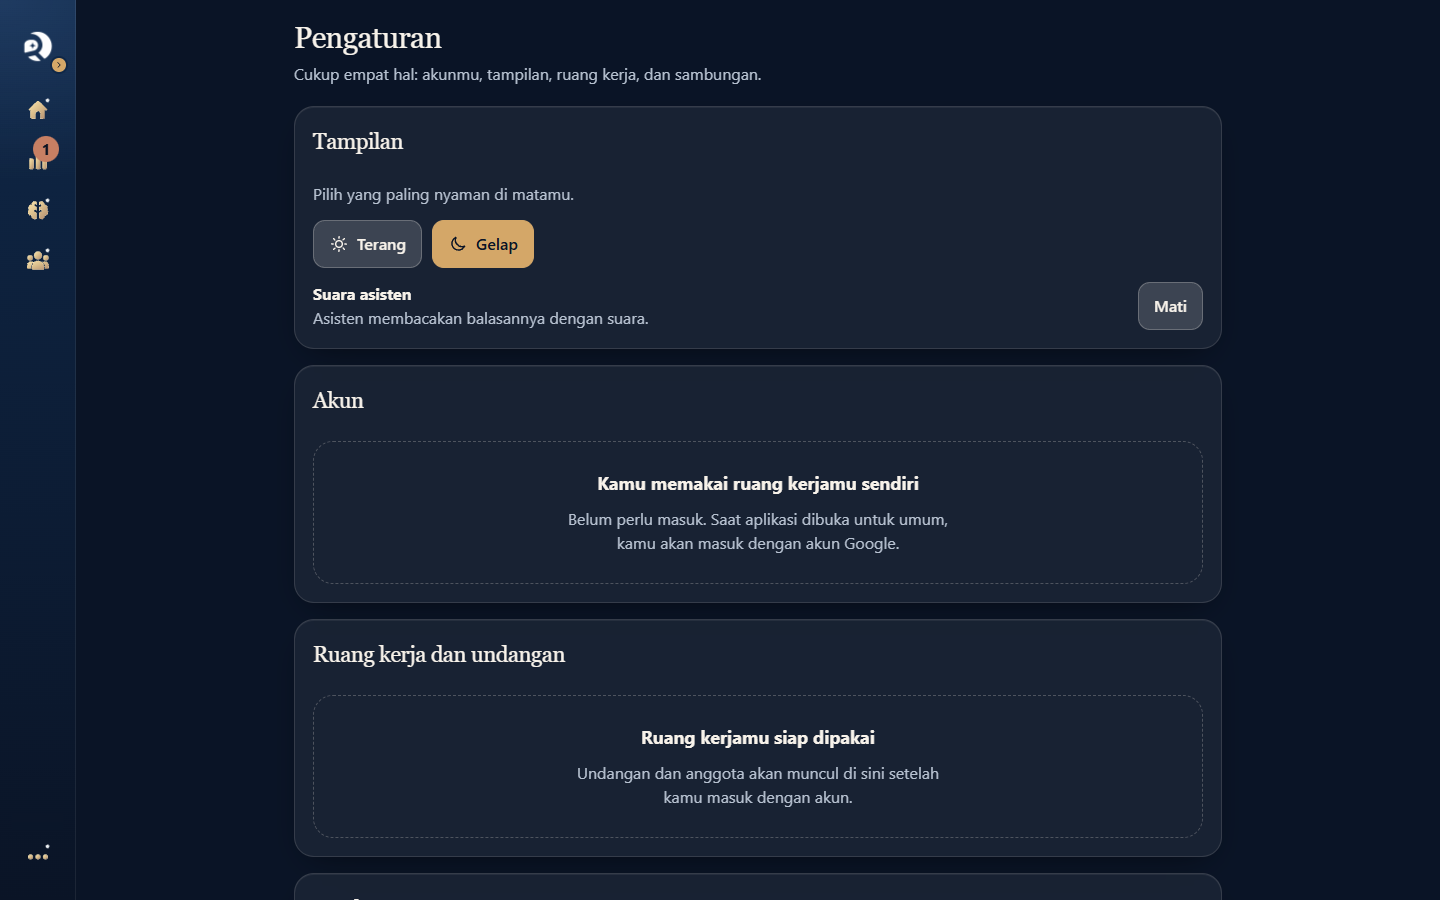 Pengaturan
Cukup empat hal: akunmu, tampilan, ruang kerja, dan sambungan.
1
Tampilan
Pilih yang paling nyaman di matamu.
Terang
Gelap
Suara asisten
Asisten membacakan balasannya dengan suara.
Mati
Akun
Kamu memakai ruang kerjamu sendiri
Belum perlu masuk. Saat aplikasi dibuka untuk umum,
kamu akan masuk dengan akun Google.
Ruang kerja dan undangan
Ruang kerjamu siap dipakai
Undangan dan anggota akan muncul di sini setelah
kamu masuk dengan akun.